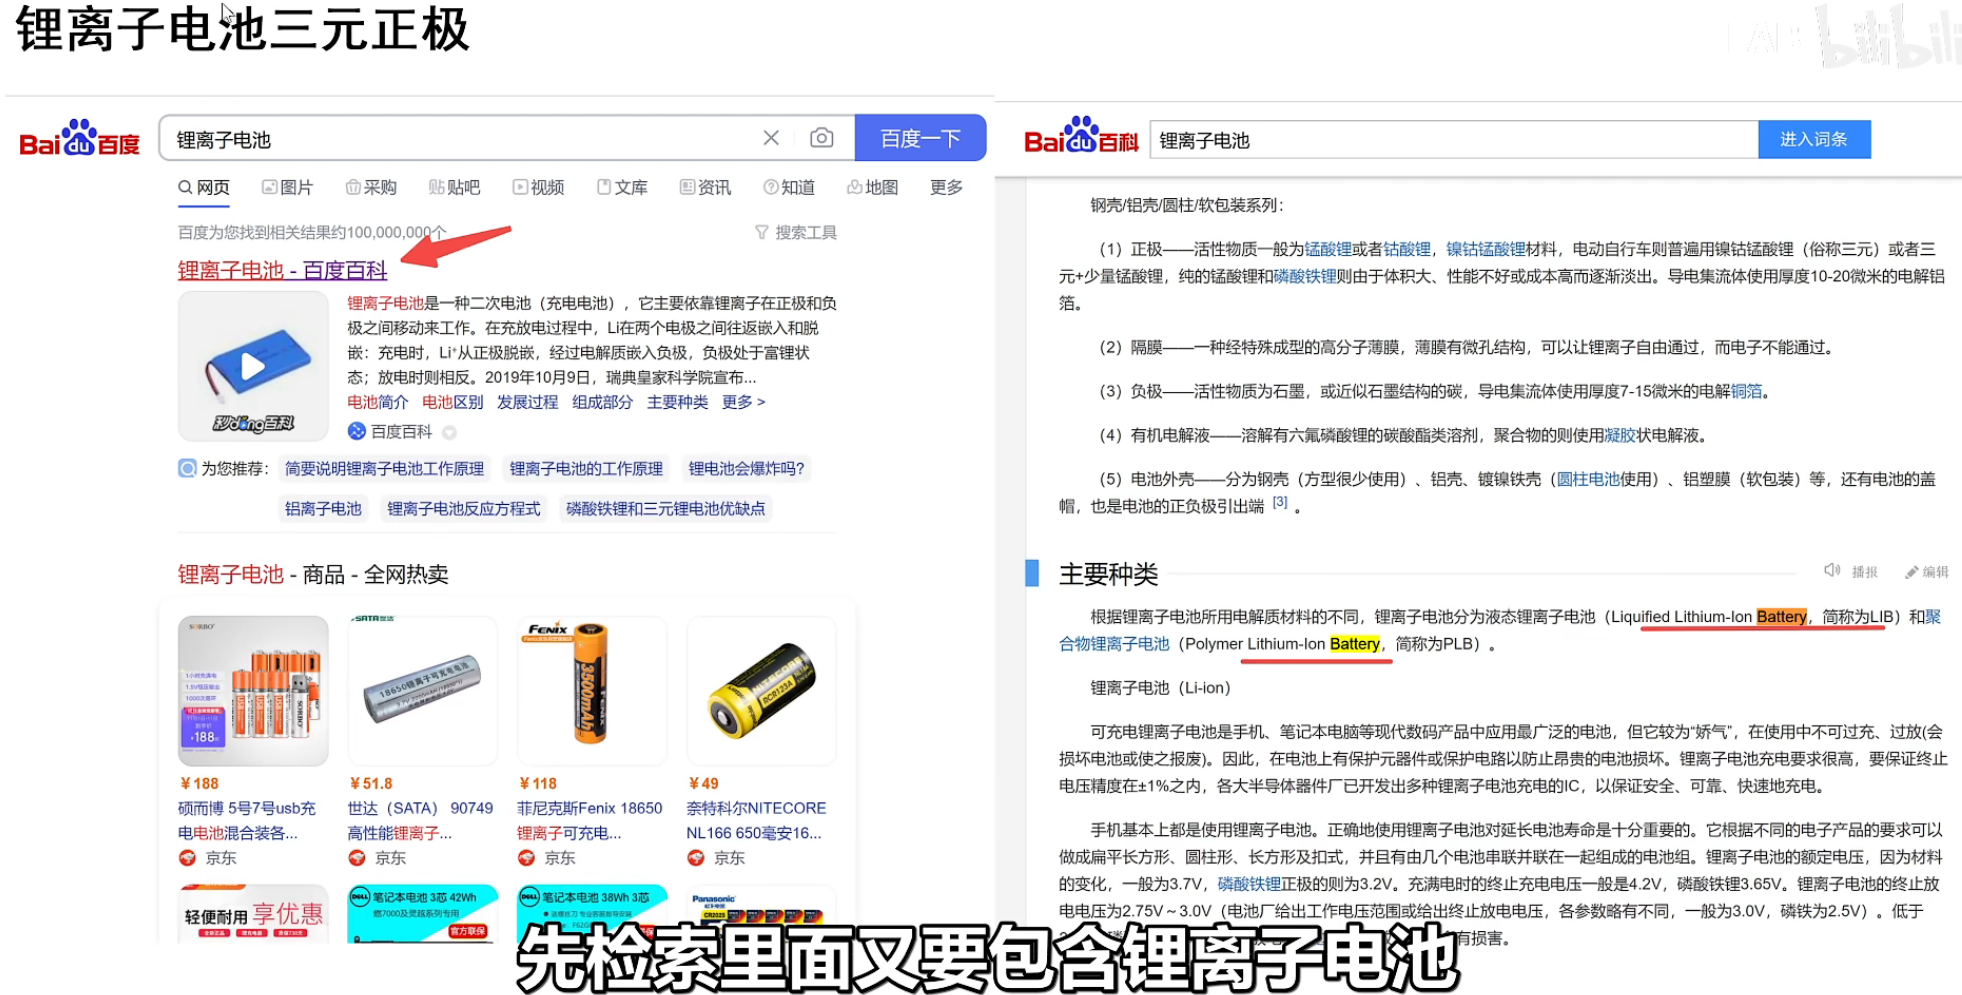 锂离子电池三元正极
bilibili
Bai du 百度
锂离子电池
百度一下
网页 图片 采购 贴吧 视频 文库 资讯 知道 地图 更多
百度为您找到相关结果约100,000,000个
搜索工具
锂离子电池 - 百度百科
锂离子电池是一种二次电池（充电电池），它主要依靠锂离子在正极和负
极之间移动来工作。在充放电过程中，Li在两个电极之间往返嵌入和脱
嵌：充电时，Li⁺从正极脱嵌，经过电解质嵌入负极，负极处于富锂状
态；放电时则相反。2019年10月9日，瑞典皇家科学院宣布...
电池简介 电池区别 发展过程 组成部分 主要种类 更多 >
秒dong百科
百度百科
为您推荐： 简要说明锂离子电池工作原理 锂离子电池的工作原理 锂电池会爆炸吗?
铝离子电池 锂离子电池反应方程式 磷酸铁锂和三元锂电池优缺点
锂离子电池 - 商品 - 全网热卖
SORBO
¥188
SATA世达
18650锂离子可充电电池
FENIX
3500mAh
NITECORE
RCR123A
¥188 ¥51.8 ¥118 ¥49
硕而博 5号7号usb充 世达（SATA） 90749 菲尼克斯Fenix 18650 奈特科尔NITECORE
电电池混合装各... 高性能锂离子... 锂离子可充电... NL166 650毫安16...
京东 京东 京东 京东
轻便耐用 享优惠
DELL 笔记本电池 3芯 42Wh
燃7000及灵越系列专用
官方联保
DELL 笔记本电池 38Wh 3芯
Panasonic
CR2025
Bai du 百科
锂离子电池
进入词条
钢壳/铝壳/圆柱/软包装系列：
（1）正极——活性物质一般为锰酸锂或者钴酸锂，镍钴锰酸锂材料，电动自行车则普遍用镍钴锰酸锂（俗称三元）或者三
元+少量锰酸锂，纯的锰酸锂和磷酸铁锂则由于体积大、性能不好或成本高而逐渐淡出。导电集流体使用厚度10-20微米的电解铝
箔。
（2）隔膜——一种经特殊成型的高分子薄膜，薄膜有微孔结构，可以让锂离子自由通过，而电子不能通过。
（3）负极——活性物质为石墨，或近似石墨结构的碳，导电集流体使用厚度7-15微米的电解铜箔。
（4）有机电解液——溶解有六氟磷酸锂的碳酸酯类溶剂，聚合物的则使用凝胶状电解液。
（5）电池外壳——分为钢壳（方型很少使用）、铝壳、镀镍铁壳（圆柱电池使用）、铝塑膜（软包装）等，还有电池的盖
帽，也是电池的正负极引出端 [3] 。
主要种类
播报 编辑
根据锂离子电池所用电解质材料的不同，锂离子电池分为液态锂离子电池（Liquified Lithium-Ion Battery，简称为LIB）和聚
合物锂离子电池（Polymer Lithium-Ion Battery，简称为PLB）。
锂离子电池（Li-ion）
可充电锂离子电池是手机、笔记本电脑等现代数码产品中应用最广泛的电池，但它较为“娇气”，在使用中不可过充、过放(会
损坏电池或使之报废)。因此，在电池上有保护元器件或保护电路以防止昂贵的电池损坏。锂离子电池充电要求很高，要保证终止
电压精度在±1%之内，各大半导体器件厂已开发出多种锂离子电池充电的IC，以保证安全、可靠、快速地充电。
手机基本上都是使用锂离子电池。正确地使用锂离子电池对延长电池寿命是十分重要的。它根据不同的电子产品的要求可以
做成扁平长方形、圆柱形、长方形及扣式，并且有由几个电池串联并联在一起组成的电池组。锂离子电池的额定电压，因为材料
的变化，一般为3.7V，磷酸铁锂正极的则为3.2V。充满电时的终止充电电压一般是4.2V，磷酸铁锂3.65V。锂离子电池的终止放
电电压为2.75V～3.0V（电池厂给出工作电压范围或给出终止放电电压，各参数略有不同，一般为3.0V，磷铁为2.5V）。低于
有损害。
先检索里面又要包含锂离子电池